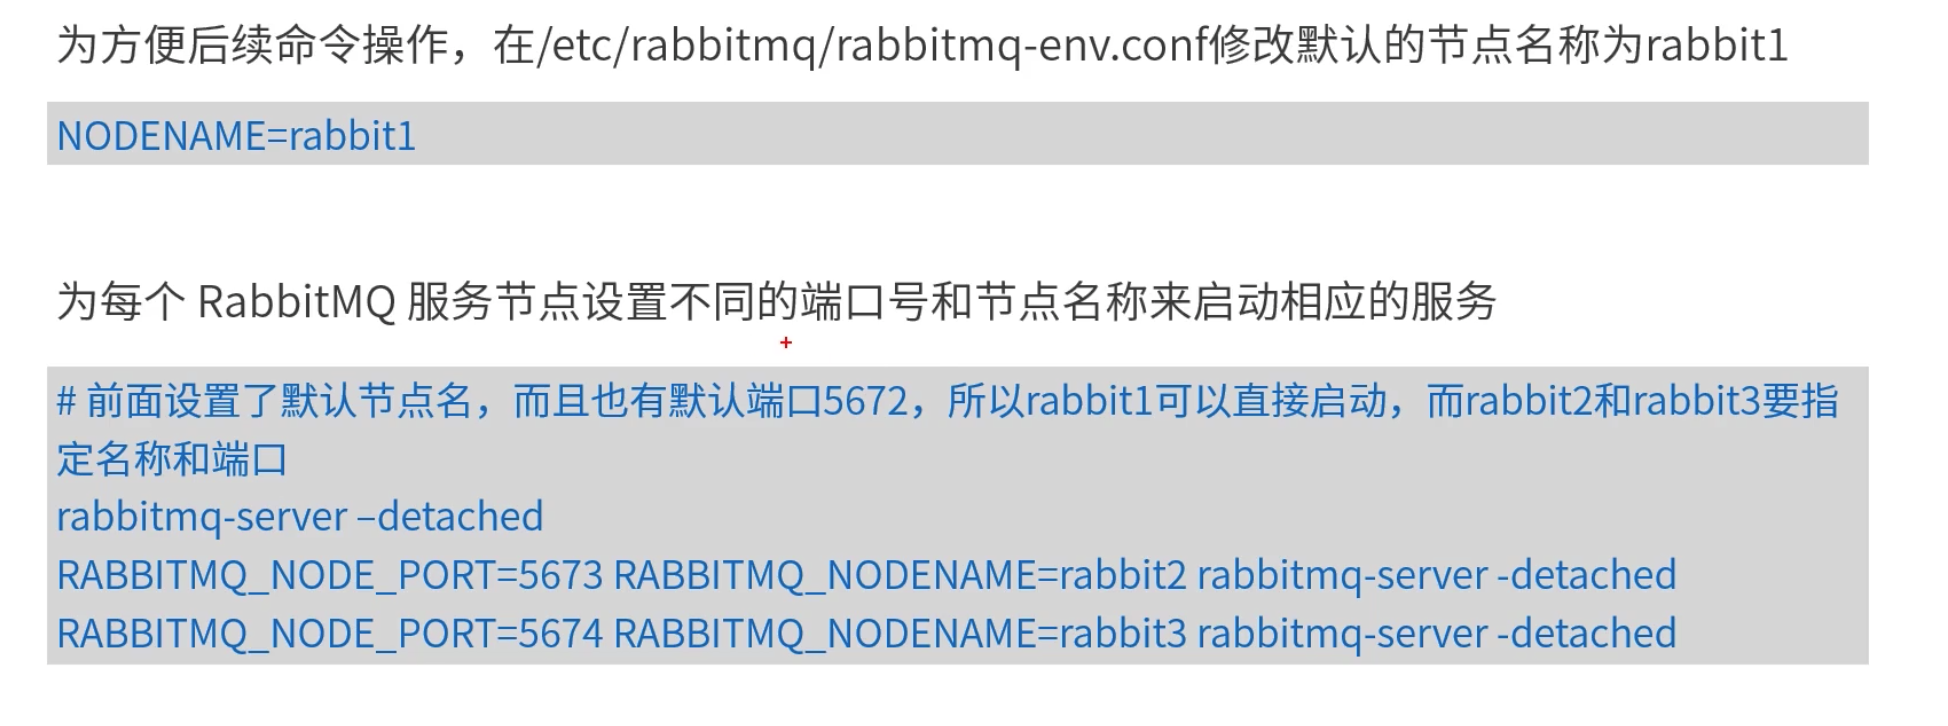 为方便后续命令操作，在/etc/rabbitmq/rabbitmq-env.conf修改默认的节点名称为rabbit1
NODENAME=rabbit1
为每个 RabbitMQ 服务节点设置不同的端口号和节点名称来启动相应的服务
# 前面设置了默认节点名，而且也有默认端口5672，所以rabbit1可以直接启动，而rabbit2和rabbit3要指
定名称和端口
rabbitmq-server –detached
RABBITMQ_NODE_PORT=5673 RABBITMQ_NODENAME=rabbit2 rabbitmq-server -detached
RABBITMQ_NODE_PORT=5674 RABBITMQ_NODENAME=rabbit3 rabbitmq-server -detached